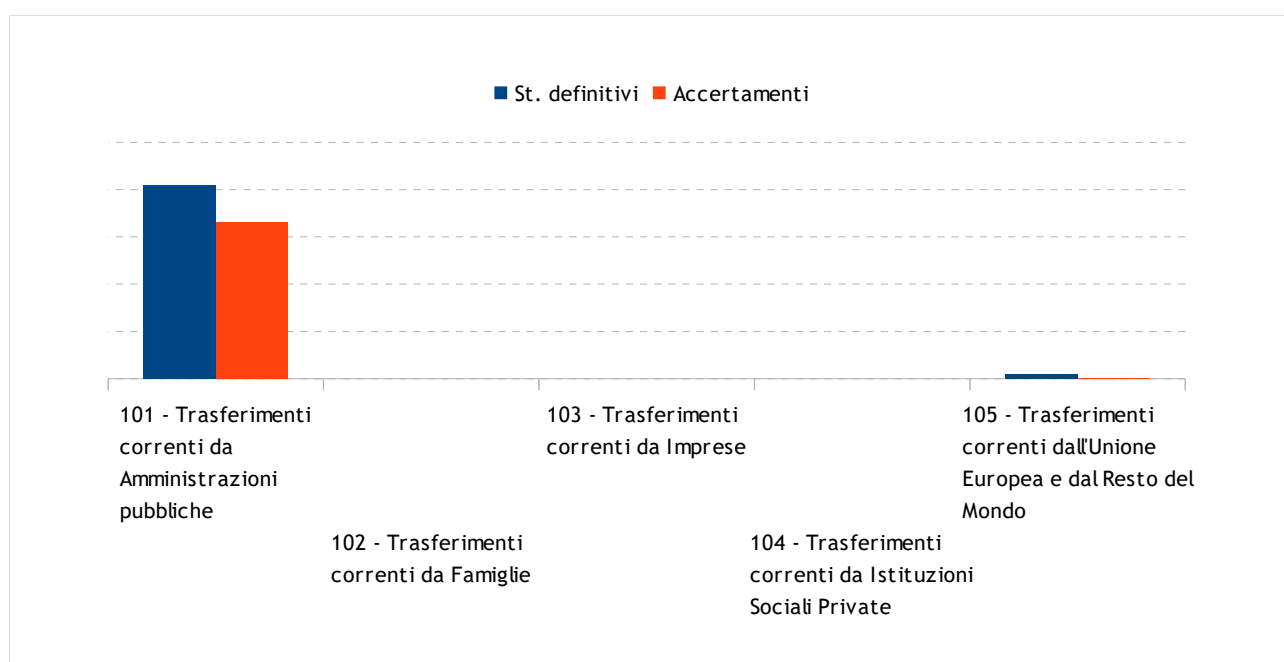 St. definitivi Accertamenti
101 - Trasferimenti
correnti da
Amministrazioni
pubbliche
102 - Trasferimenti
correnti da Famiglie
103 - Trasferimenti
correnti da Imprese
104 - Trasferimenti
correnti da Istituzioni
Sociali Private
105 - Trasferimenti
correnti dall'Unione
Europea e dal Resto del
Mondo